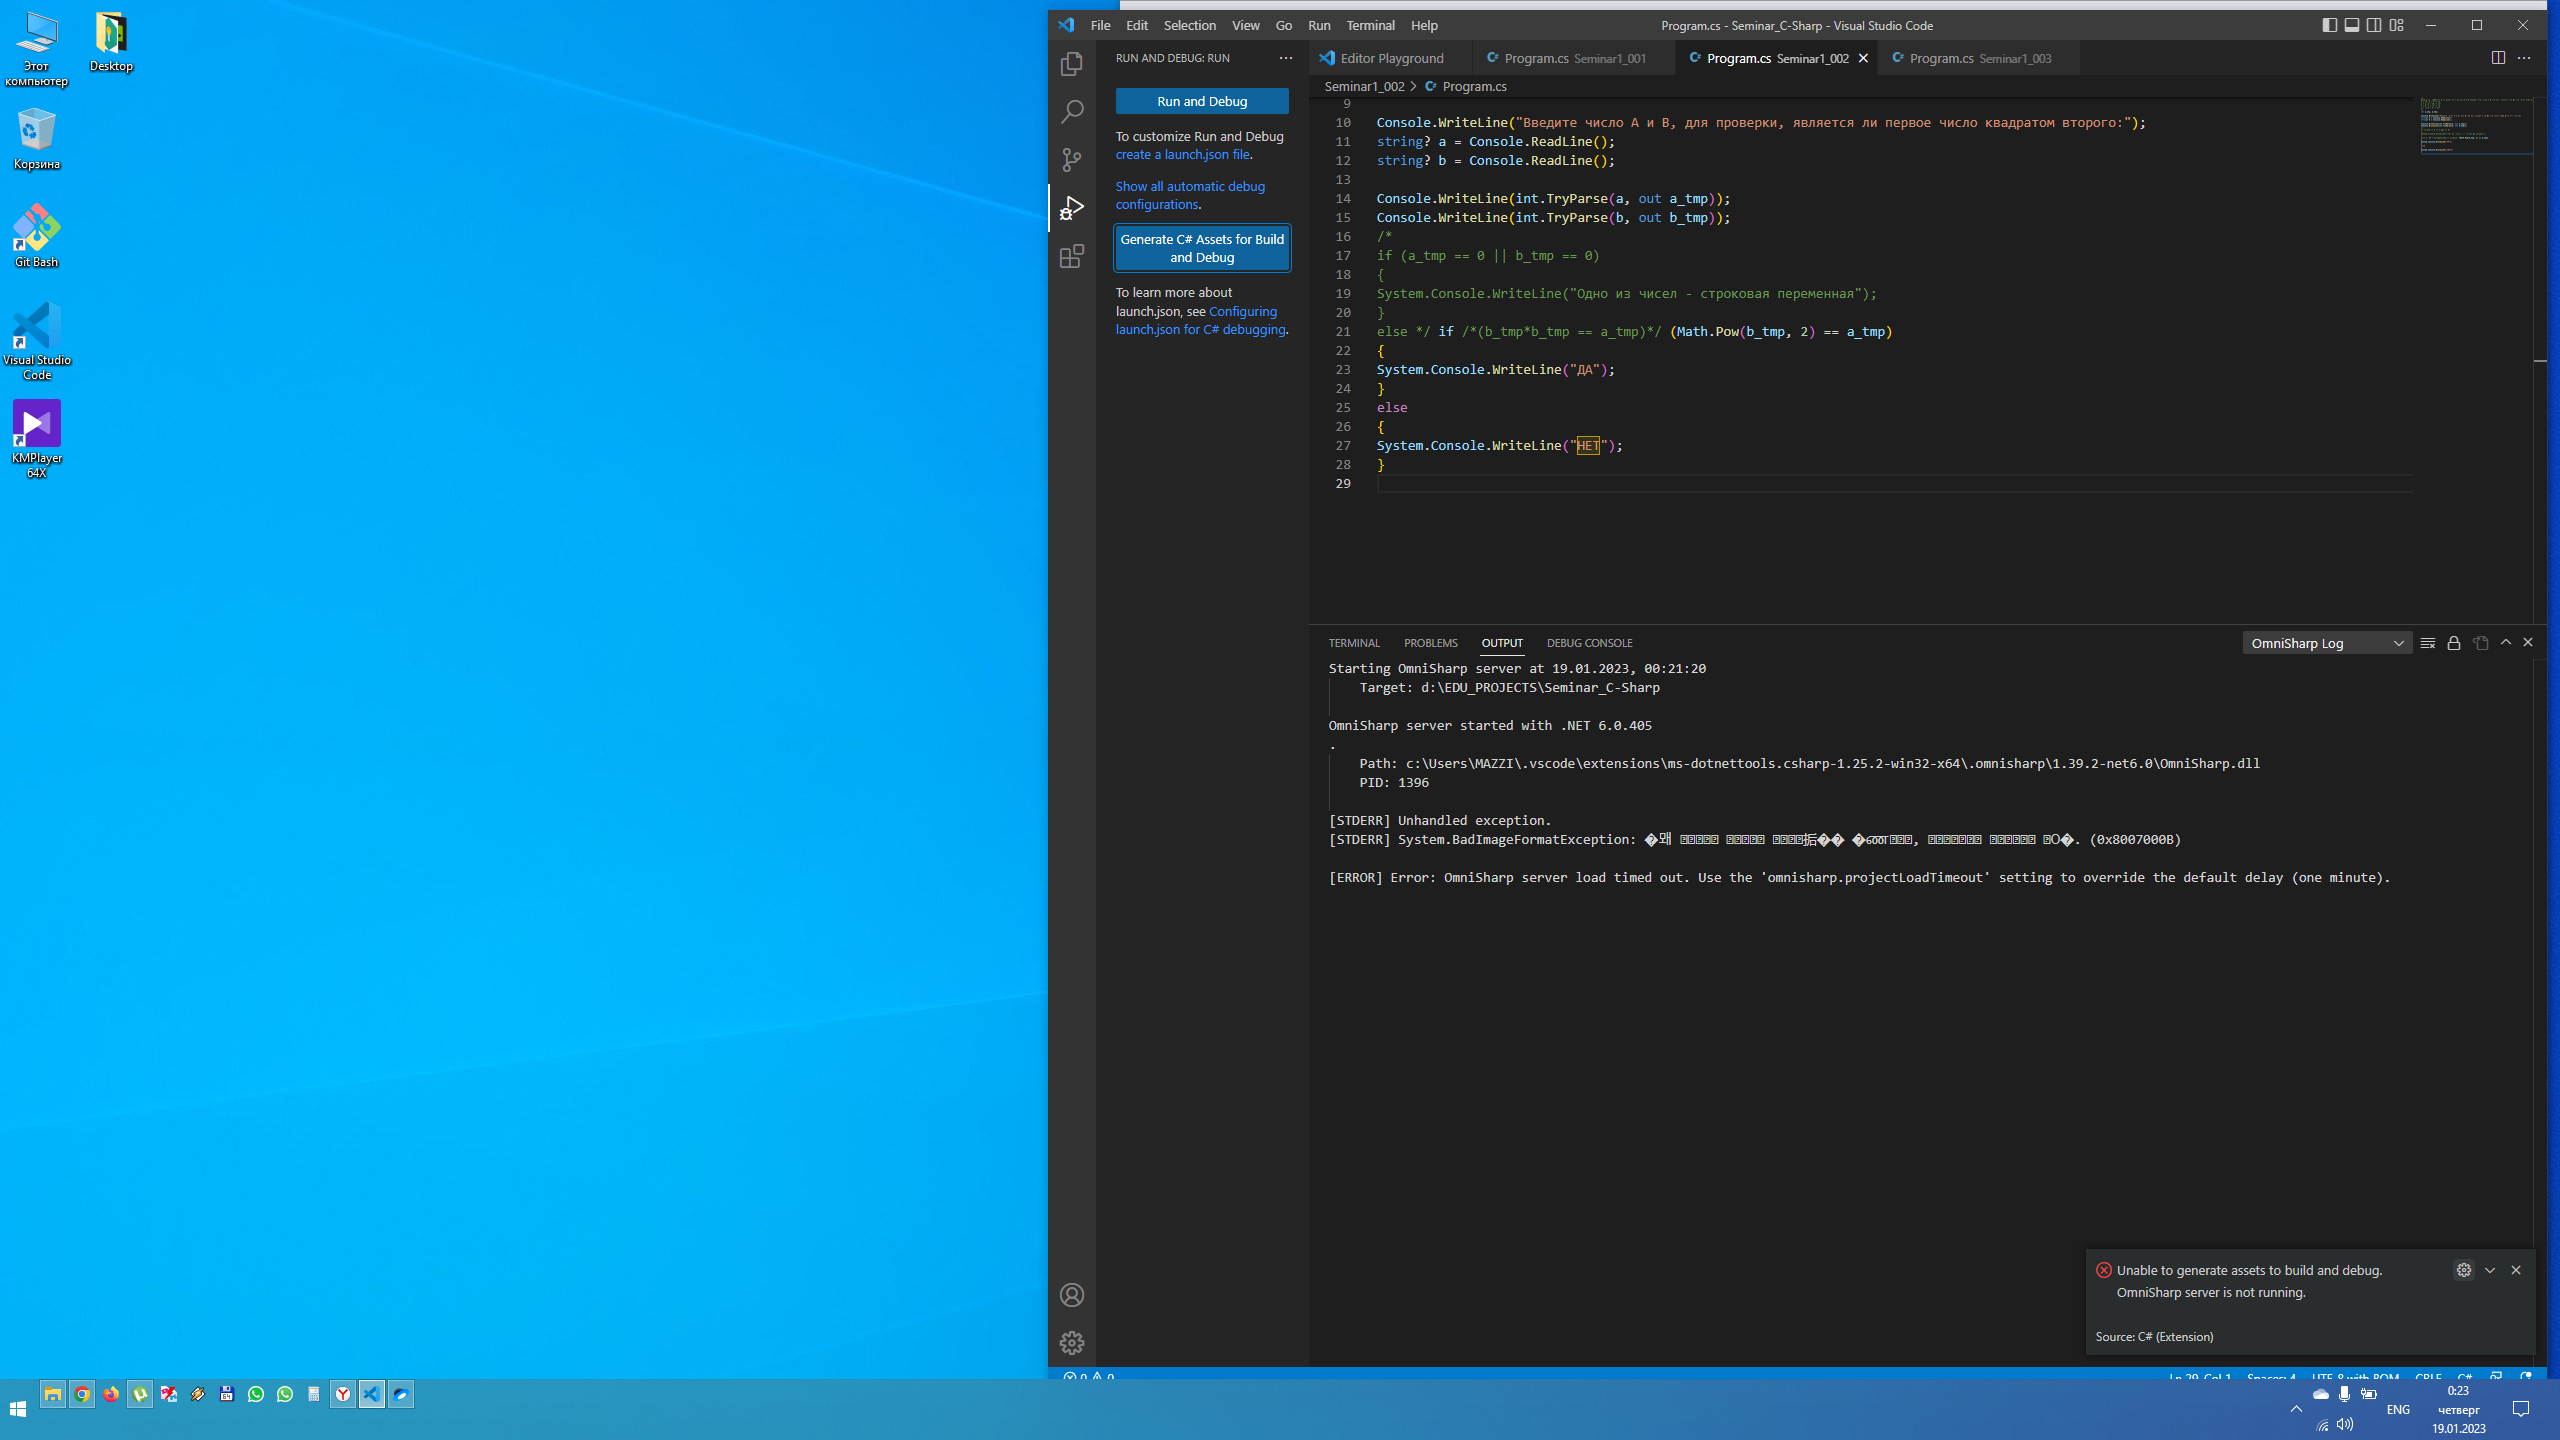 Этот
компьютер
Desktop
Корзина
Git Bash
Visual Studio
Code
KMPlayer
64X
File Edit Selection View Go Run Terminal Help
Program.cs - Seminar_C-Sharp - Visual Studio Code
RUN AND DEBUG: RUN
Run and Debug
To customize Run and Debug
create a launch.json file.
Show all automatic debug
configurations.
Generate C# Assets for Build
and Debug
To learn more about
launch.json, see Configuring
launch.json for C# debugging.
Editor Playground
Program.cs Seminar1_001
Program.cs Seminar1_002
Program.cs Seminar1_003
Seminar1_002 > Program.cs
9
10 Console.WriteLine("Введите число А и В, для проверки, является ли первое число квадратом второго:");
11 string? a = Console.ReadLine();
12 string? b = Console.ReadLine();
13
14 Console.WriteLine(int.TryParse(a, out a_tmp));
15 Console.WriteLine(int.TryParse(b, out b_tmp));
16 /*
17 if (a_tmp == 0 || b_tmp == 0)
18 {
19 System.Console.WriteLine("Одно из чисел - строковая переменная");
20 }
21 else */ if /*(b_tmp*b_tmp == a_tmp)*/ (Math.Pow(b_tmp, 2) == a_tmp)
22 {
23 System.Console.WriteLine("ДА");
24 }
25 else
26 {
27 System.Console.WriteLine("НЕТ");
28 }
29
TERMINAL PROBLEMS OUTPUT DEBUG CONSOLE
OmniSharp Log
Starting OmniSharp server at 19.01.2023, 00:21:20
Target: d:\EDU_PROJECTS\Seminar_C-Sharp
OmniSharp server started with .NET 6.0.405
.
Path: c:\Users\MAZZI\.vscode\extensions\ms-dotnettools.csharp-1.25.2-win32-x64\.omnisharp\1.39.2-net6.0\OmniSharp.dll
PID: 1396
[STDERR] Unhandled exception.
[STDERR] System.BadImageFormatException: (0x8007000B)
[ERROR] Error: OmniSharp server load timed out. Use the 'omnisharp.projectLoadTimeout' setting to override the default delay (one minute).
Unable to generate assets to build and debug.
OmniSharp server is not running.
Source: C# (Extension)
0 0
Ln 29, Col 1 Spaces: 4 UTF-8 with BOM CRLF C#
ENG
0:23
четверг
19.01.2023